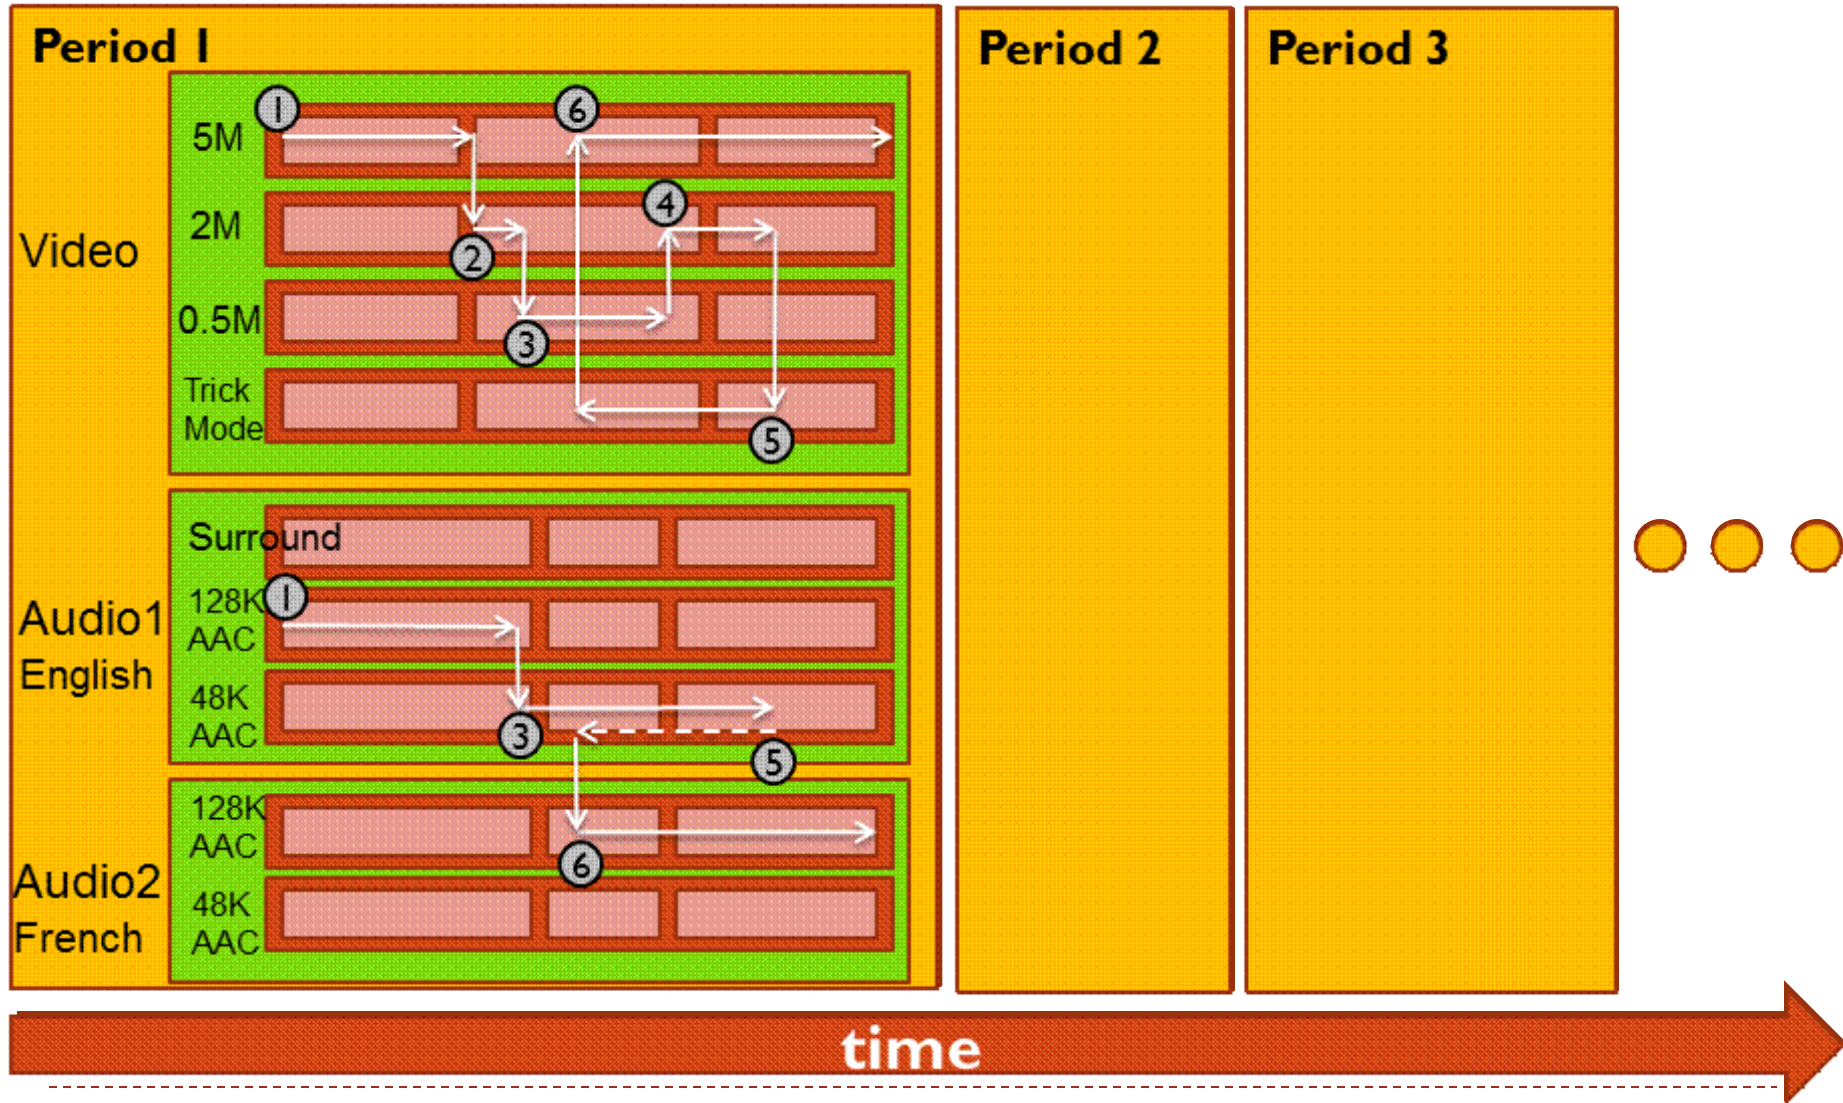 Period 1
Period 2
Period 3
Video
1
6
5M
2M
4
2
0.5M
3
Trick
Mode
5
Audio1
English
Surround
1
128K
AAC
48K
AAC
3
5
Audio2
French
128K
AAC
6
48K
AAC
time